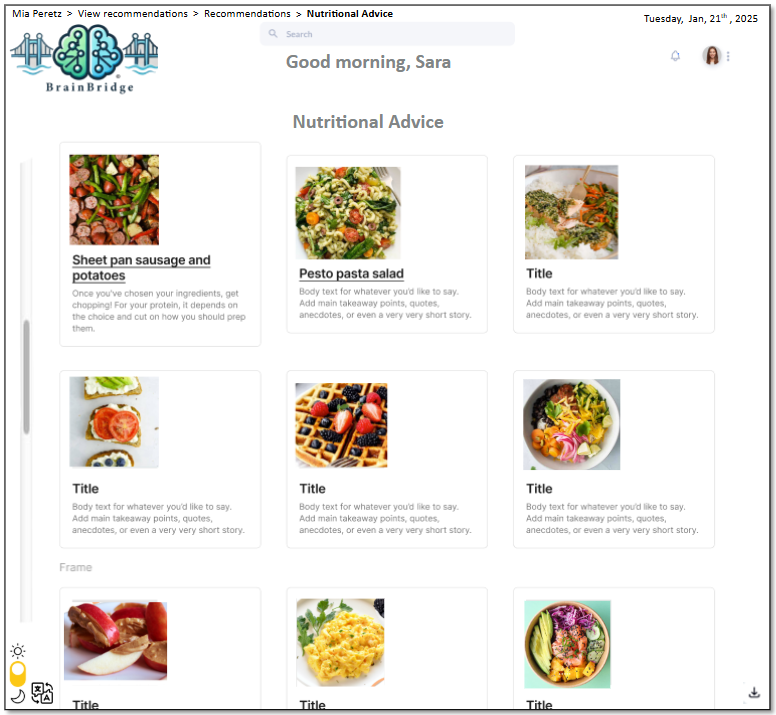 Mia Peretz > View recommendations > Recommendations > Nutritional Advice
Tuesday, Jan, 21th , 2025
Search
BrainBridge
Good morning, Sara
Nutritional Advice
Sheet pan sausage and
potatoes
Once you've chosen your ingredients, get
chopping! For your protein, it depends on
the choice and cut on how you should prep
them.
Pesto pasta salad
Body text for whatever you'd like to say.
Add main takeaway points, quotes,
anecdotes, or even a very very short story.
Title
Body text for whatever you'd like to say.
Add main takeaway points, quotes,
anecdotes, or even a very very short story.
Title
Body text for whatever you'd like to say.
Add main takeaway points, quotes,
anecdotes, or even a very very short story.
Title
Body text for whatever you'd like to say.
Add main takeaway points, quotes,
anecdotes, or even a very very short story.
Title
Body text for whatever you'd like to say.
Add main takeaway points, quotes,
anecdotes, or even a very very short story.
Frame
Title
Title
Title